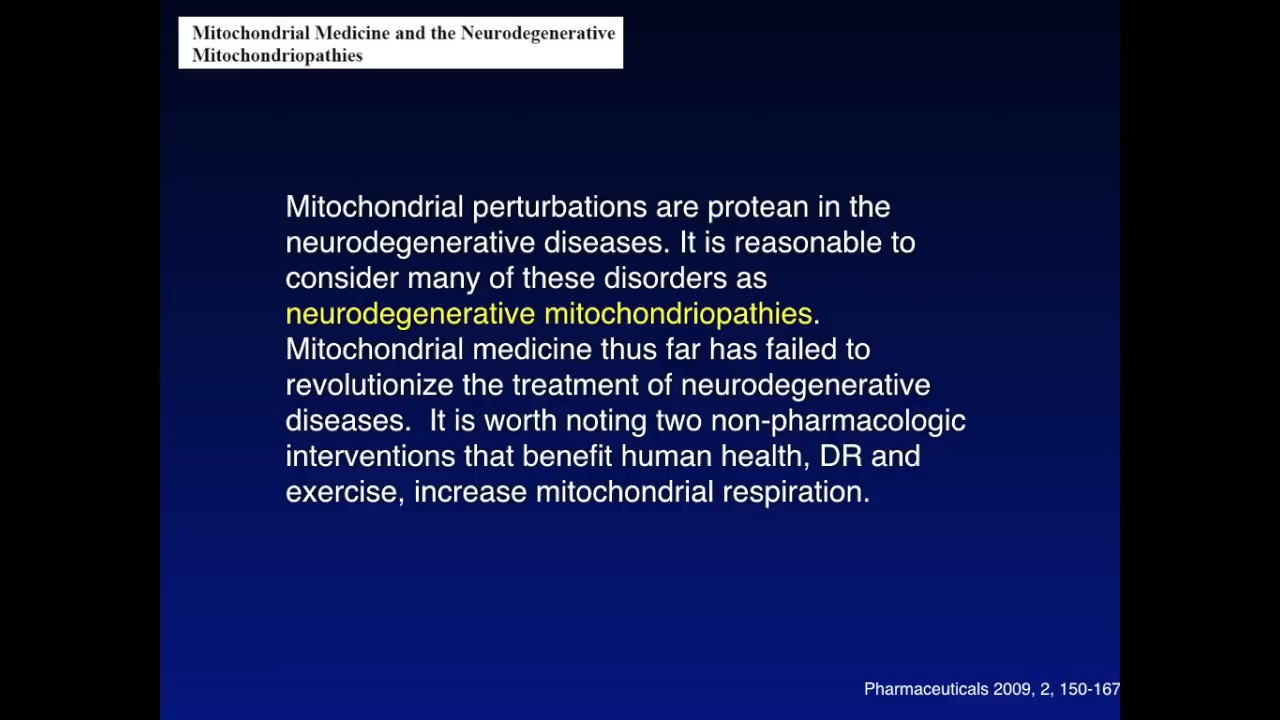 Mitochondrial Medicine and the Neurodegenerative
Mitochondriopathies
Mitochondrial perturbations are protean in the
neurodegenerative diseases. It is reasonable to
consider many of these disorders as
neurodegenerative mitochondriopathies.
Mitochondrial medicine thus far has failed to
revolutionize the treatment of neurodegenerative
diseases.  It is worth noting two non-pharmacologic
interventions that benefit human health, DR and
exercise, increase mitochondrial respiration.
Pharmaceuticals 2009, 2, 150-167